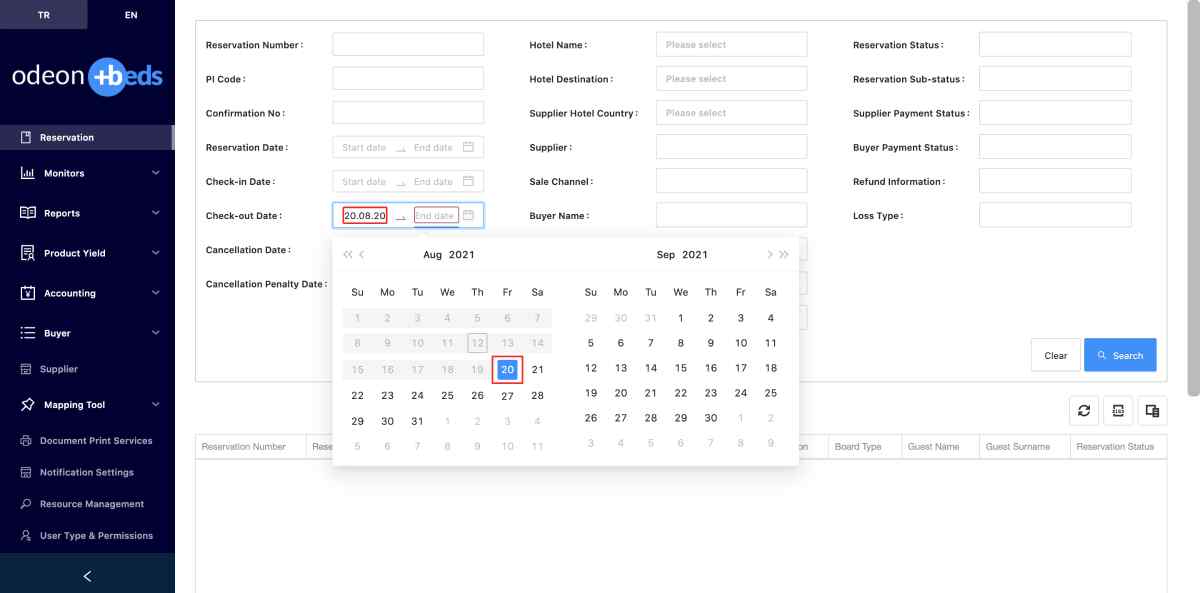 TR EN
odeon +beds
Reservation
Monitors
Reports
Product Yield
Accounting
Buyer
Supplier
Mapping Tool
Document Print Services
Notification Settings
Resource Management
User Type & Permissions
Reservation Number : Hotel Name : Please select Reservation Status :
PI Code : Hotel Destination : Please select Reservation Sub-status :
Confirmation No : Supplier Hotel Country : Please select Supplier Payment Status :
Reservation Date : Start date → End date Supplier : Buyer Payment Status :
Check-in Date : Start date → End date Sale Channel : Refund Information :
Check-out Date : 20.08.20 → End date Buyer Name : Loss Type :
Cancellation Date :
Cancellation Penalty Date :
Aug 2021
Su Mo Tu We Th Fr Sa
1 2 3 4 5 6 7
8 9 10 11 12 13 14
15 16 17 18 19 20 21
22 23 24 25 26 27 28
29 30 31 1 2 3 4
5 6 7 8 9 10 11
Sep 2021
Su Mo Tu We Th Fr Sa
29 30 31 1 2 3 4
5 6 7 8 9 10 11
12 13 14 15 16 17 18
19 20 21 22 23 24 25
26 27 28 29 30 1 2
3 4 5 6 7 8 9
Clear Search
Reservation Number Rese on Board Type Guest Name Guest Surname Reservation Status